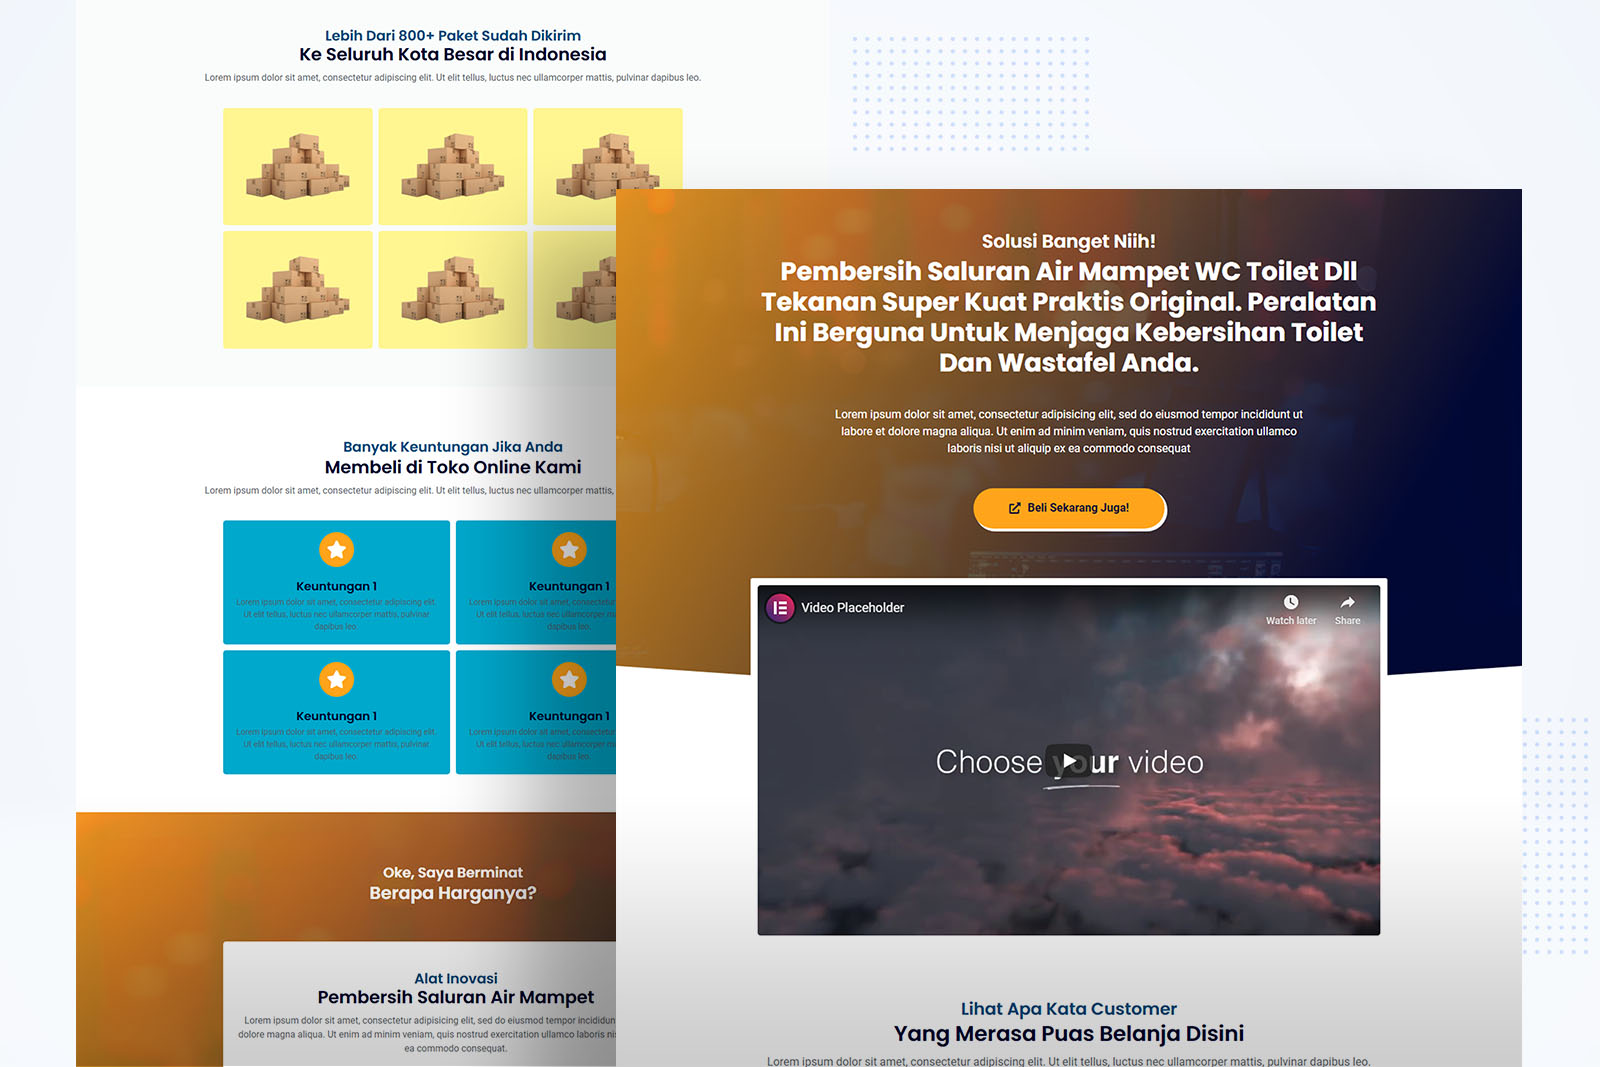 Lebih Dari 800+ Paket Sudah Dikirim
Ke Seluruh Kota Besar di Indonesia
Lorem ipsum dolor sit amet, consectetur adipiscing elit. Ut elit tellus, luctus nec ullamcorper mattis, pulvinar dapibus leo.
Banyak Keuntungan Jika Anda
Membeli di Toko Online Kami
Lorem ipsum dolor sit amet, consectetur adipiscing elit. Ut elit tellus, luctus nec ullamcorper mattis,
Keuntungan 1
Lorem ipsum dolor sit amet, consectetur adipiscing elit.
Ut elit tellus, luctus nec ullamcorper mattis, pulvinar
dapibus leo.
Keuntungan 1
Lorem ipsum dolor sit amet, consectetur
Ut elit tellus, luctus nec ullamcorper
dapibus leo.
Keuntungan 1
Lorem ipsum dolor sit amet, consectetur adipiscing elit.
Ut elit tellus, luctus nec ullamcorper mattis, pulvinar
dapibus leo.
Keuntungan 1
Lorem ipsum dolor sit amet, consectetur
Ut elit tellus, luctus nec ullamcorper
dapibus leo.
Oke, Saya Berminat
Berapa Harganya?
Alat Inovasi
Pembersih Saluran Air Mampet
Lorem ipsum dolor sit amet, consectetur adipiscing elit, sed do eiusmod tempor incididun
dolore magna aliqua. Ut enim ad minim veniam, quis nostrud exercitation ullamco laboris nis
ea commodo consequat.
Solusi Banget Niih!
Pembersih Saluran Air Mampet WC Toilet Dll
Tekanan Super Kuat Praktis Original. Peralatan
Ini Berguna Untuk Menjaga Kebersihan Toilet
Dan Wastafel Anda.
Lorem ipsum dolor sit amet, consectetur adipisicing elit, sed do eiusmod tempor incididunt ut
labore et dolore magna aliqua. Ut enim ad minim veniam, quis nostrud exercitation ullamco
laboris nisi ut aliquip ex ea commodo consequat
Beli Sekarang Juga!
Video Placeholder
Watch later
Share
Choose your video
Lihat Apa Kata Customer
Yang Merasa Puas Belanja Disini
Lorem ipsum dolor sit amet, consectetur adipiscing elit. Ut elit tellus, luctus nec ullamcorper mattis, pulvinar dapibus leo.